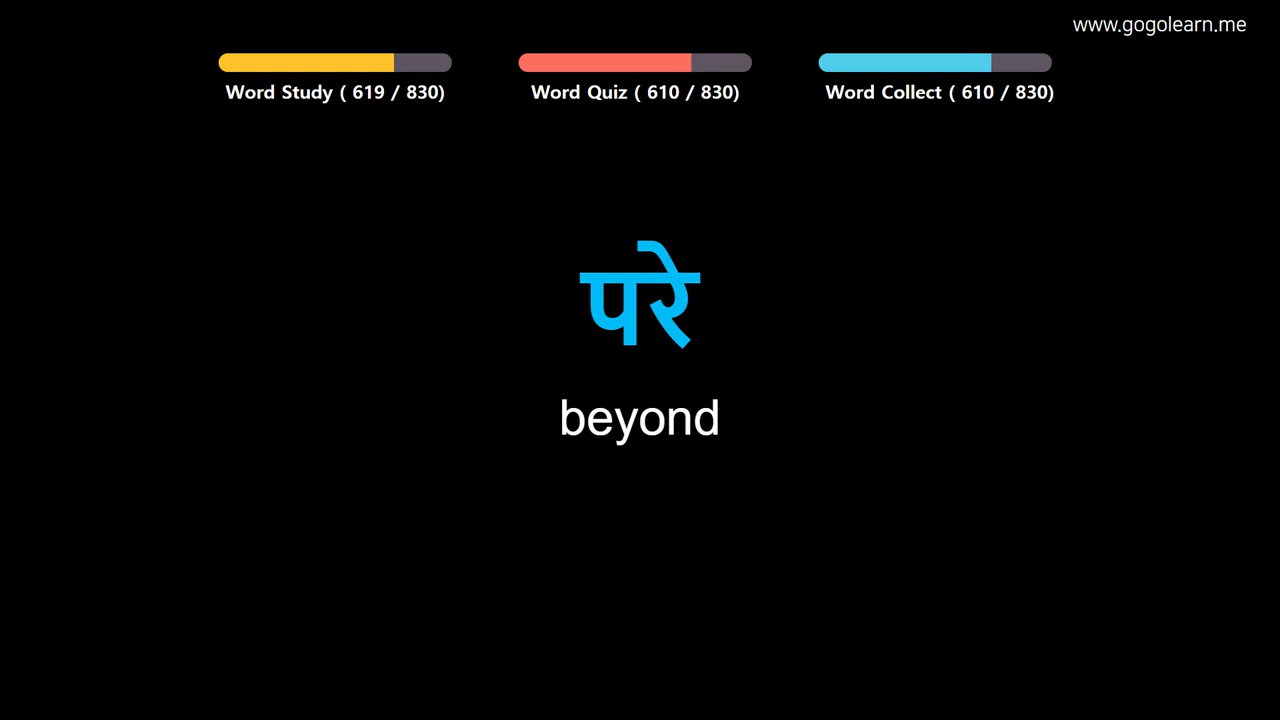 www.gogolearn.me
Word Study ( 619 / 830)
Word Quiz ( 610 / 830)
Word Collect ( 610 / 830)
परे
beyond